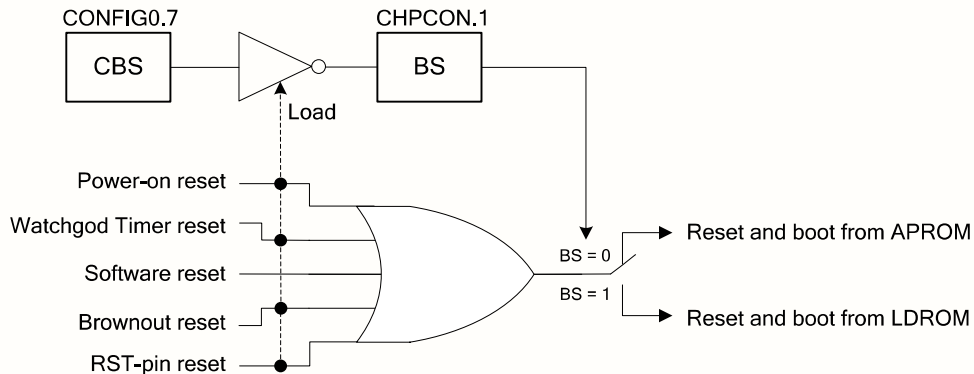 CONFIG0.7
CHPCON.1
CBS
BS
Load
Power-on reset
Watchgod Timer reset
Software reset
Brownout reset
RST-pin reset
BS = 0
BS = 1
Reset and boot from APROM
Reset and boot from LDROM